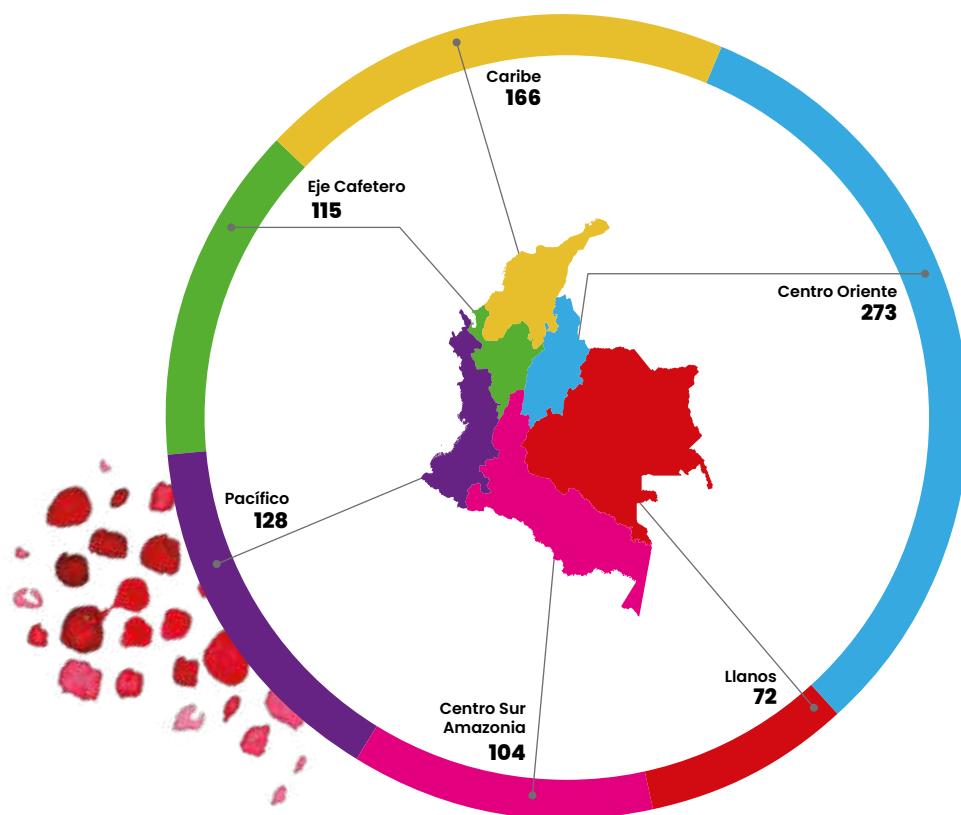 Caribe
166
Eje Cafetero
115
Centro Oriente
273
Pacífico
128
Llanos
72
Centro Sur
Amazonia
104